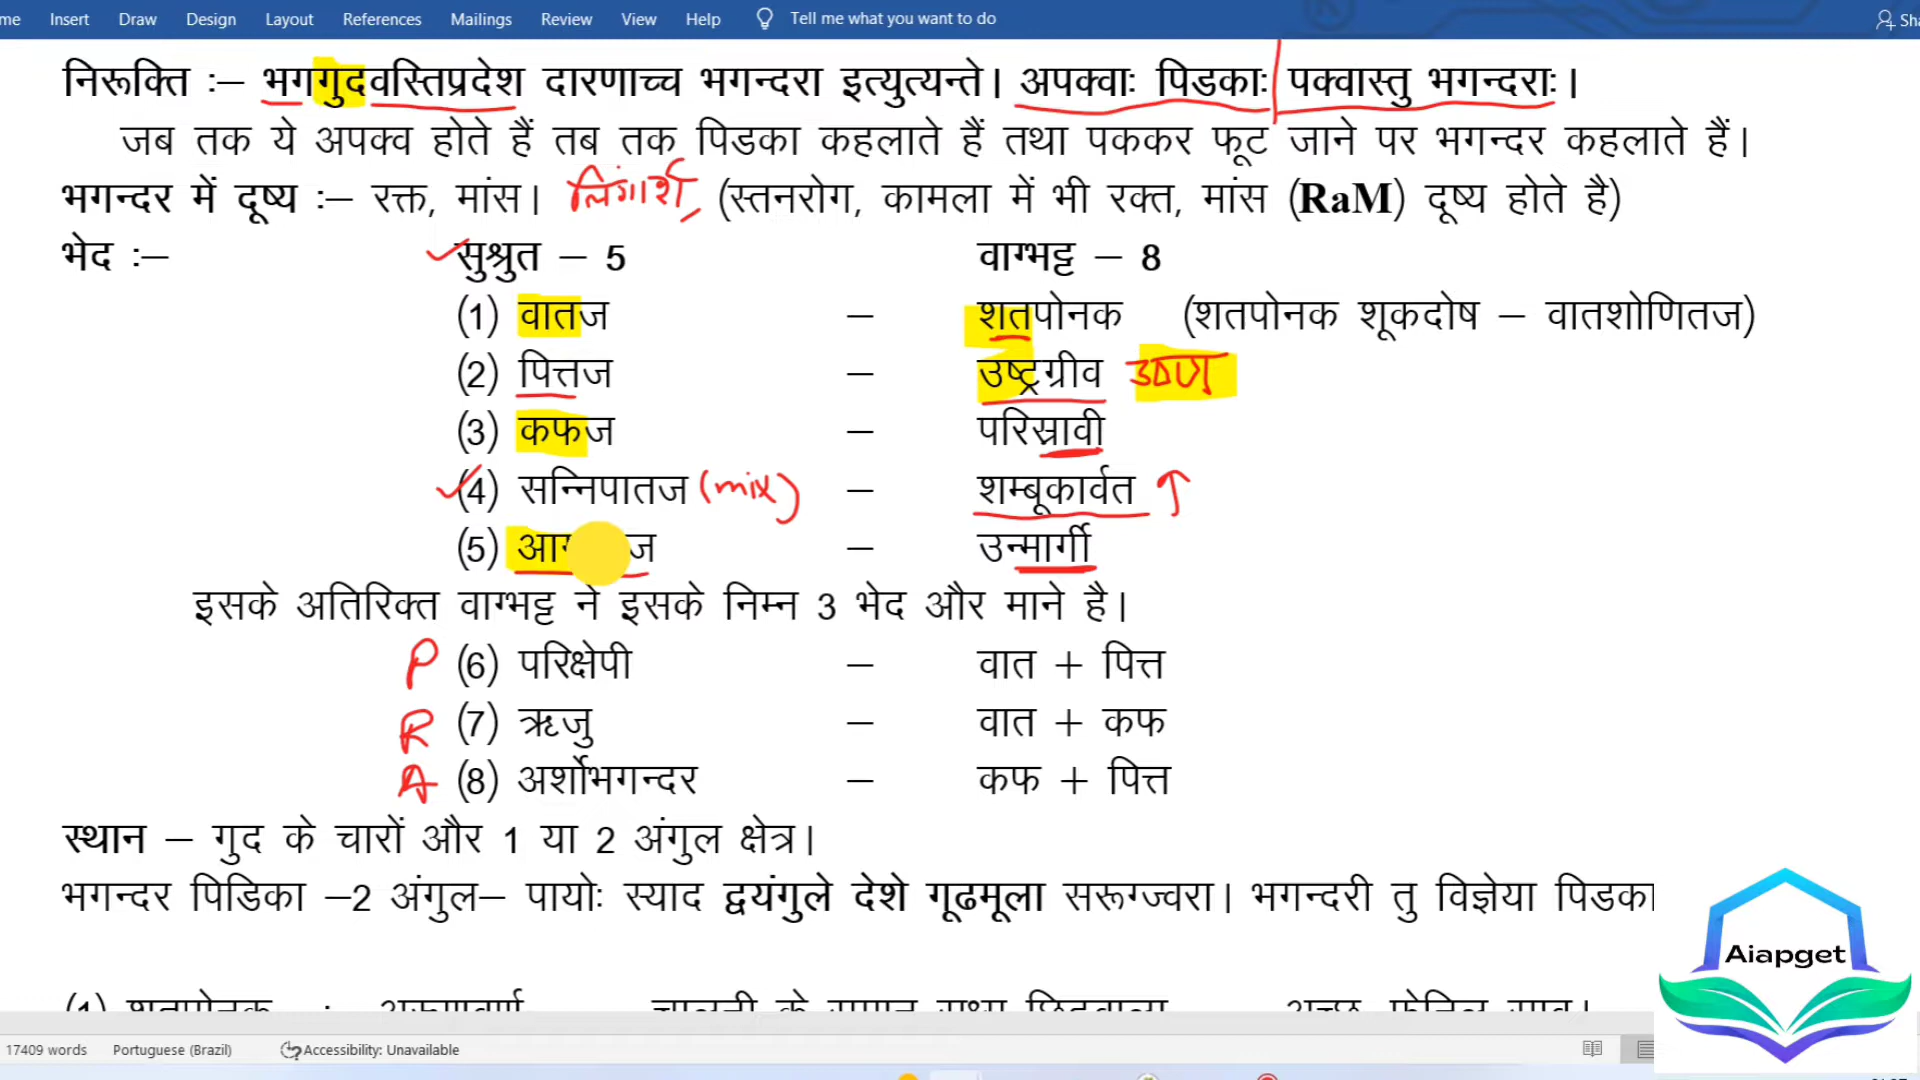 me Insert Draw Design Layout References Mailings Review View Help Tell me what you want to do Sha
निरूक्ति :– भगगुदवस्तिप्रदेश दारणाच्च भगन्दरा इत्युत्यन्ते। अपक्वाः पिडकाः पक्वास्तु भगन्दराः।
जब तक ये अपक्व होते हैं तब तक पिडका कहलाते हैं तथा पककर फूट जाने पर भगन्दर कहलाते हैं।
भगन्दर में दूष्य :– रक्त, मांस। लिंगार्श, (स्तनरोग, कामला में भी रक्त, मांस (RaM) दूष्य होते है)
भेद :– सुश्रुत – 5 वाग्भट्ट – 8
(1) वातज – शतपोनक (शतपोनक शूकदोष – वातशोणितज)
(2) पित्तज – उष्ट्रग्रीव उष्ण
(3) कफज – परिस्रावी
(4) सन्निपातज (mix) – शम्बूकार्वत
(5) – उन्मार्गी
इसके अतिरिक्त वाग्भट्ट ने इसके निम्न 3 भेद और माने है।
P (6) परिक्षेपी – वात + पित्त
R (7) ऋजु – वात + कफ
A (8) अर्शोभगन्दर – कफ + पित्त
स्थान – गुद के चारों और 1 या 2 अंगुल क्षेत्र।
भगन्दर पिडिका –2 अंगुल– पायोः स्याद द्वयंगुले देशे गूढमूला सरूग्ज्वरा। भगन्दरी तु विज्ञेया पिडका
Aiapget
17409 words Portuguese (Brazil) Accessibility: Unavailable